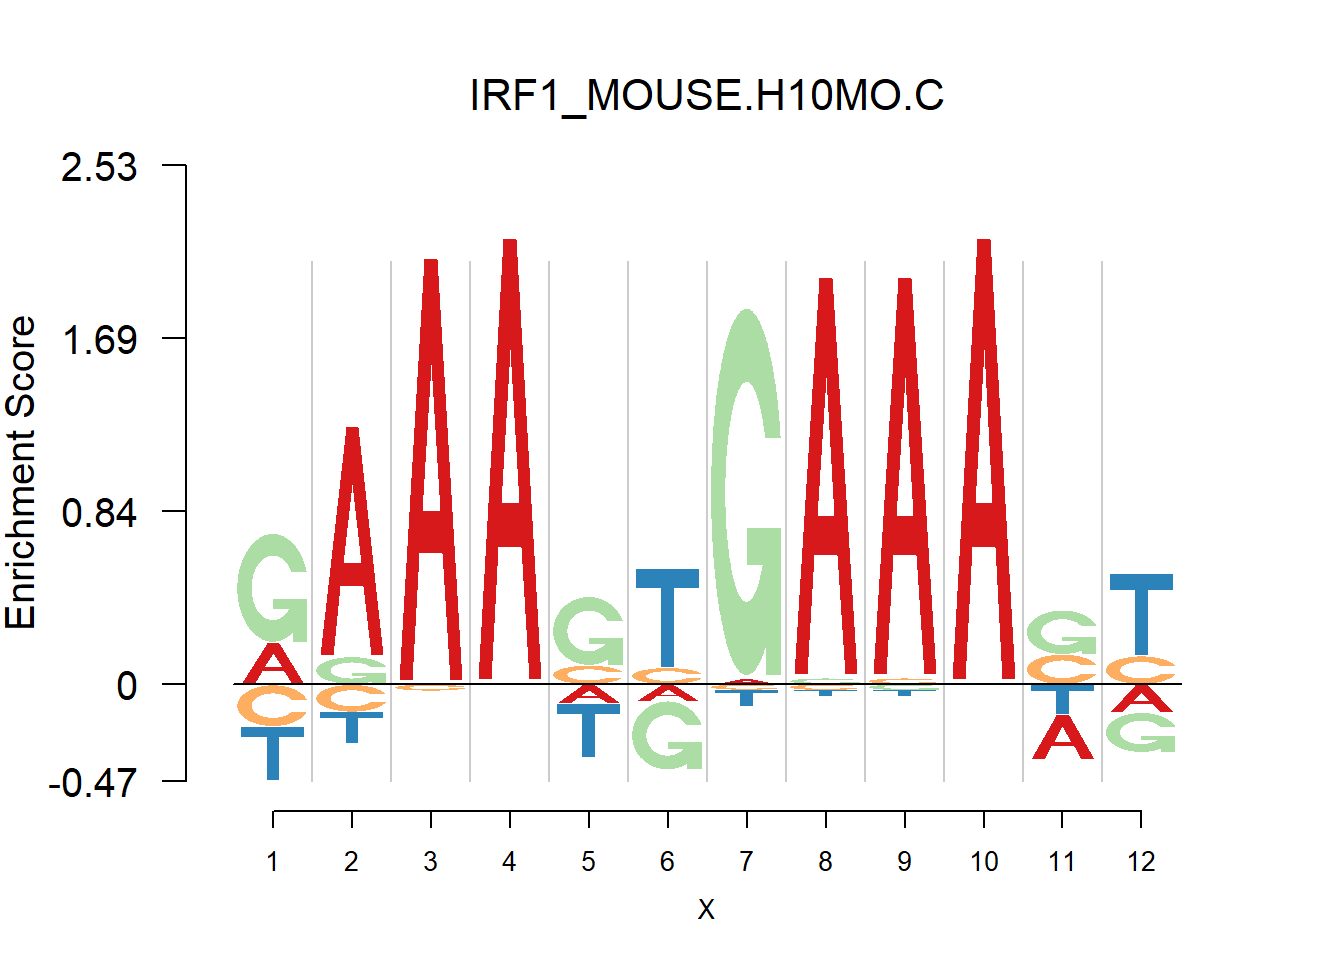 IRF1_MOUSE.H10MO.C
Enrichment Score
2.53
1.69
0.84
0
-0.47
G A C T
A G C T
A C
A
G C A T
T C A G
G A C T
A G C T
A G C T
A
G C T A
T C A G
1 2 3 4 5 6 7 8 9 10 11 12
X